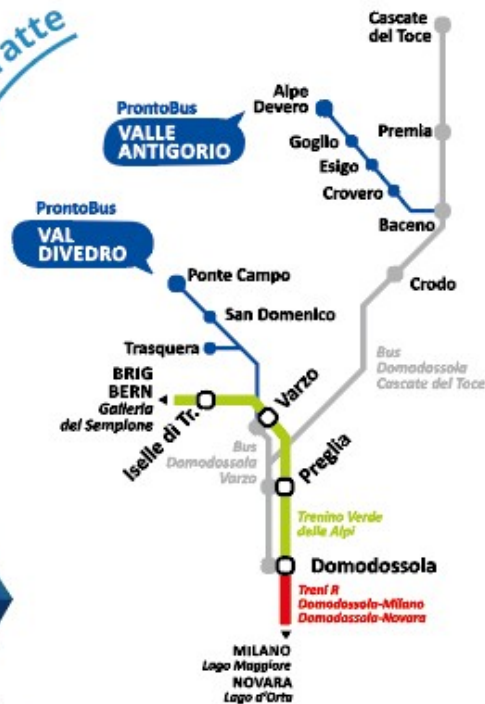 atte
Cascate
del Toce
ProntoBus
VALLE
ANTIGORIO
Alpe
Devero
Goglio
Esigo
Crovero
Premia
Baceno
ProntoBus
VAL
DIVEDRO
Ponte Campo
San Domenico
Trasquera
Crodo
Bus
Domodossola
Cascate del Toce
BRIG
BERN
Galleria
del Sempione
Iselle di Tr.
Varzo
Bus
Domodossola
Varzo
Preglia
Trenino Verde
delle Alpi
Domodossola
Treni R
Domodossola-Milano
Domodossola-Novara
MILANO
Lago Maggiore
NOVARA
Lago d'Orta